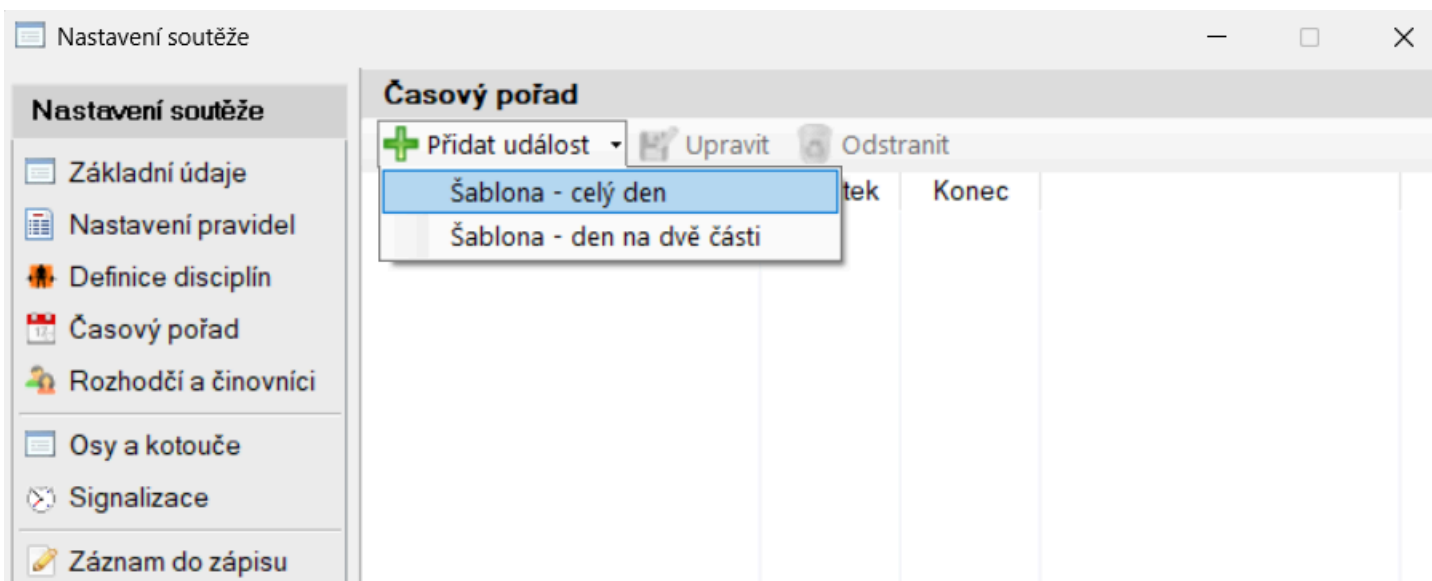 Nastavení soutěže
Nastavení soutěže
Základní údaje
Nastavení pravidel
Definice disciplín
Časový pořad
Rozhodčí a činovníci
Osy a kotouče
Signalizace
Záznam do zápisu
Časový pořad
Přidat událost Upravit Odstranit
Šablona - celý den
Šablona - den na dvě části
tek Konec